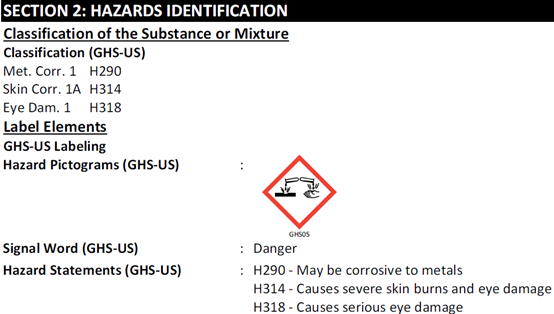 SECTION 2: HAZARDS IDENTIFICATION
Classification of the Substance or Mixture
Classification (GHS-US)
Met. Corr. 1 H290
Skin Corr. 1A H314
Eye Dam. 1 H318
Label Elements
GHS-US Labeling
Hazard Pictograms (GHS-US) :
GHS05
Signal Word (GHS-US) : Danger
Hazard Statements (GHS-US) : H290 - May be corrosive to metals
H314 - Causes severe skin burns and eye damage
H318 - Causes serious eye damage